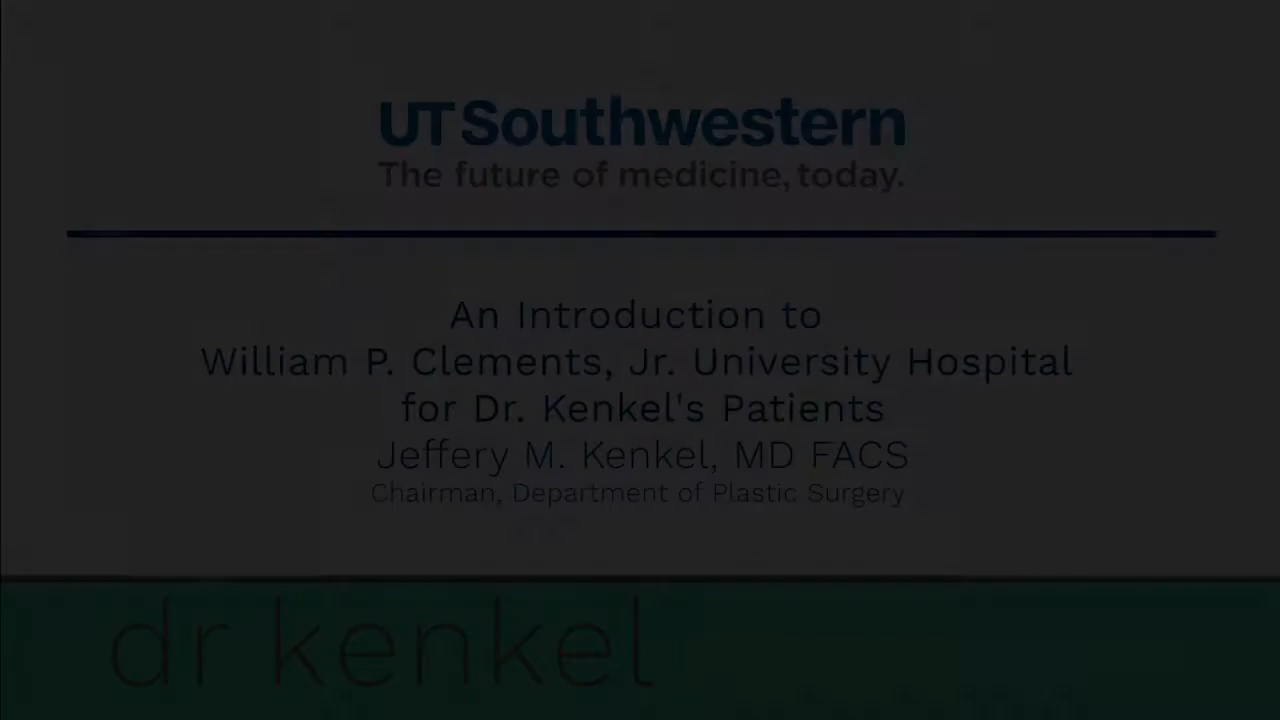 UTSouthwestern
The future of medicine, today.
An Introduction to
William P. Clements, Jr. University Hospital
for Dr. Kenkel's Patients
Jeffery M. Kenkel, MD FACS
Chairman, Department of Plastic Surgery
dr kenkel